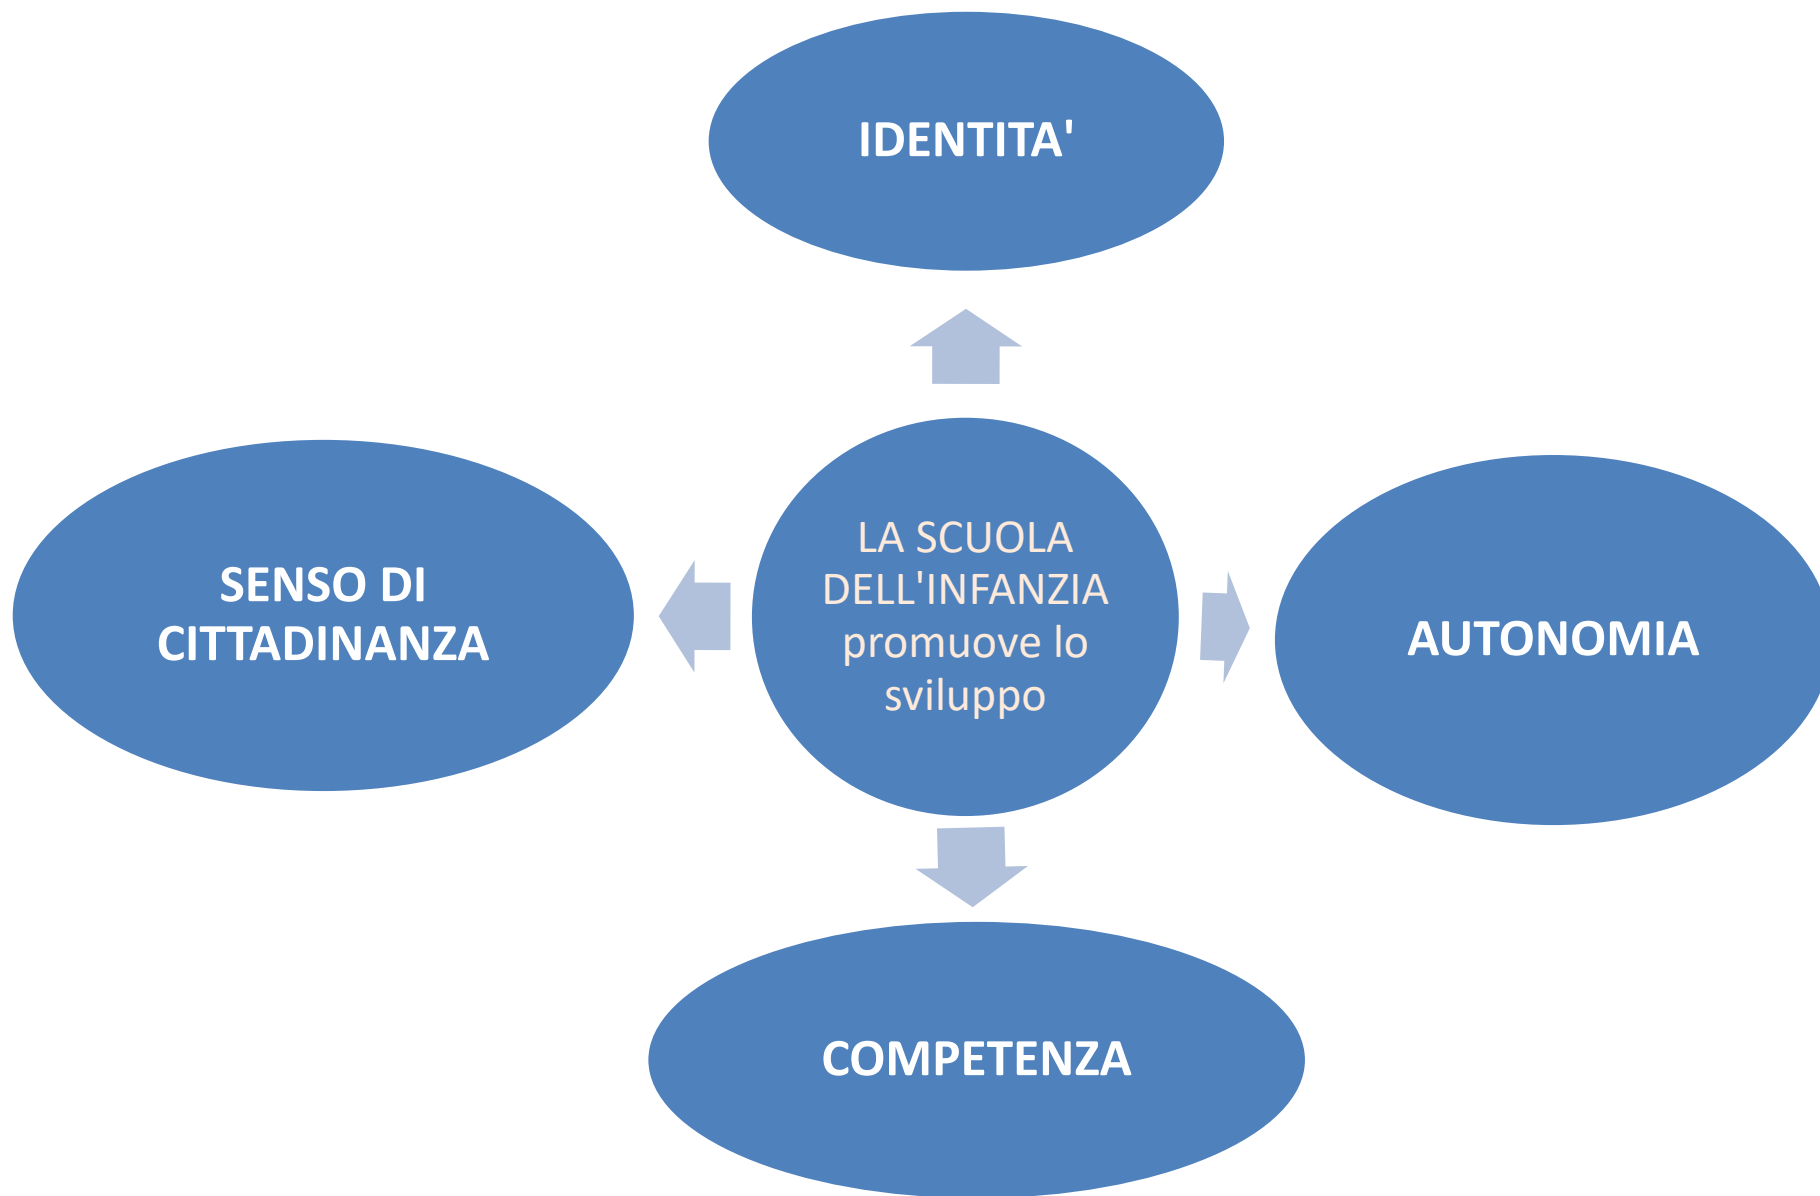 IDENTITA'
SENSO DI
CITTADINANZA
LA SCUOLA
DELL'INFANZIA
promuove lo
sviluppo
AUTONOMIA
COMPETENZA